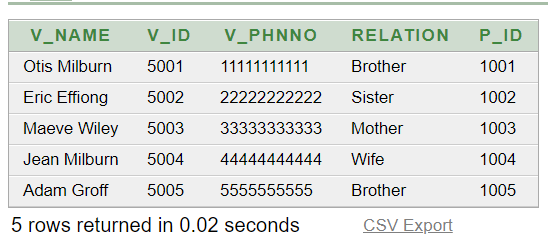 V_NAME V_ID V_PHNNO RELATION P_ID
Otis Milburn 5001 11111111111 Brother 1001
Eric Effiong 5002 22222222222 Sister 1002
Maeve Wiley 5003 33333333333 Mother 1003
Jean Milburn 5004 44444444444 Wife 1004
Adam Groff 5005 5555555555 Brother 1005
5 rows returned in 0.02 seconds CSV Export